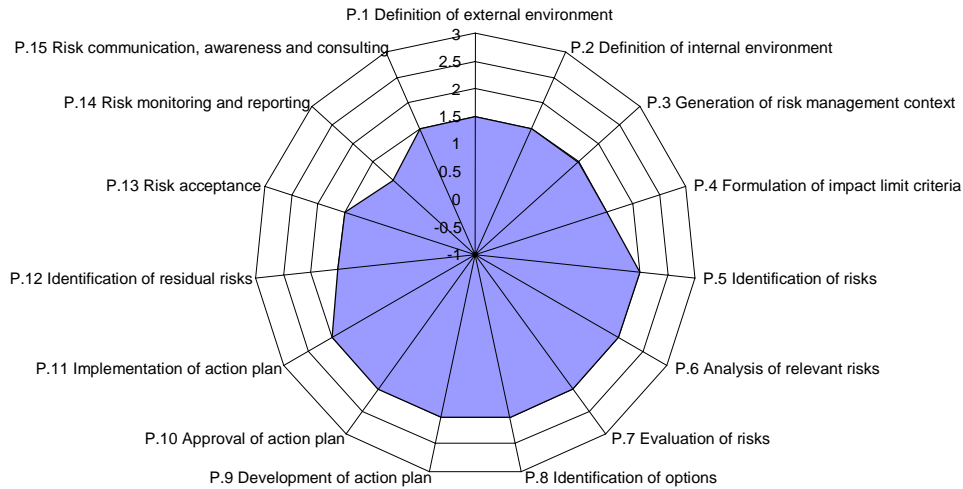 P.1 Definition of external environment
P.2 Definition of internal environment
P.3 Generation of risk management context
P.4 Formulation of impact limit criteria
P.5 Identification of risks
P.6 Analysis of relevant risks
P.7 Evaluation of risks
P.8 Identification of options
P.9 Development of action plan
P.10 Approval of action plan
P.11 Implementation of action plan
P.12 Identification of residual risks
P.13 Risk acceptance
P.14 Risk monitoring and reporting
P.15 Risk communication, awareness and consulting
3
2.5
2
1.5
1
0.5
0
-0.5
-1